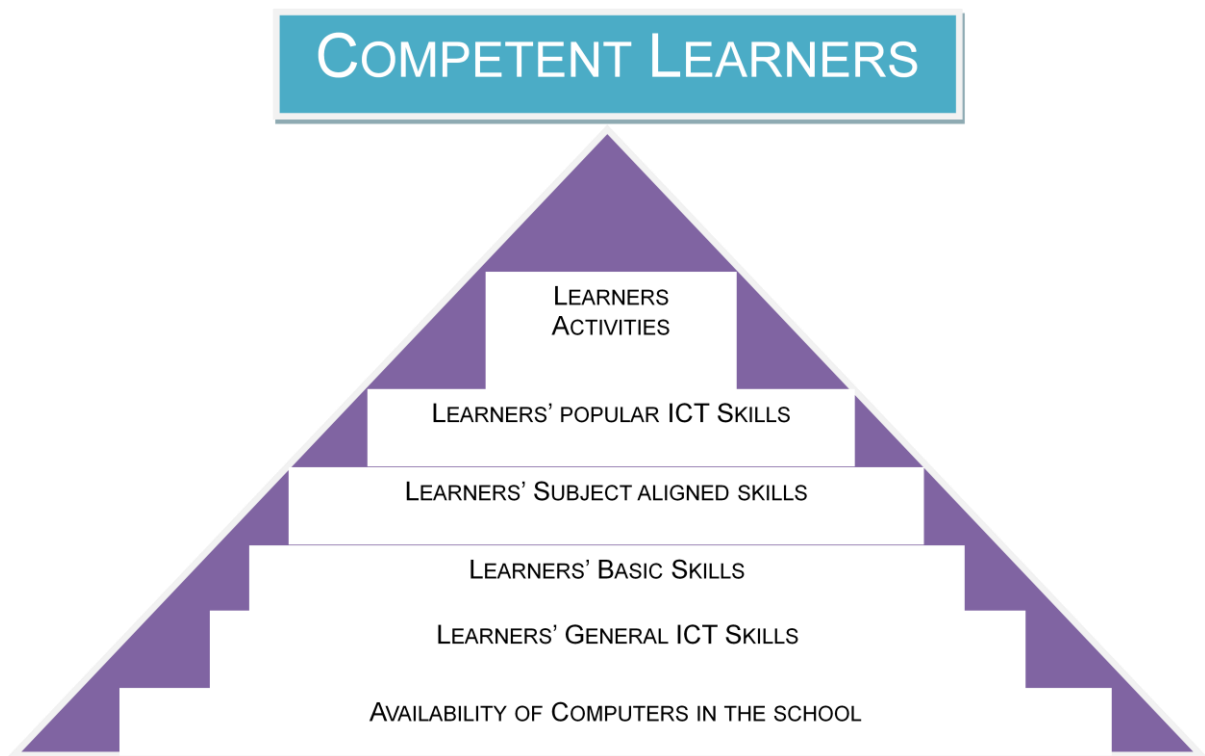 COMPETENT LEARNERS
LEARNERS
ACTIVITIES
LEARNERS’ POPULAR ICT SKILLS
LEARNERS’ SUBJECT ALIGNED SKILLS
LEARNERS’ BASIC SKILLS
LEARNERS’ GENERAL ICT SKILLS
AVAILABILITY OF COMPUTERS IN THE SCHOOL